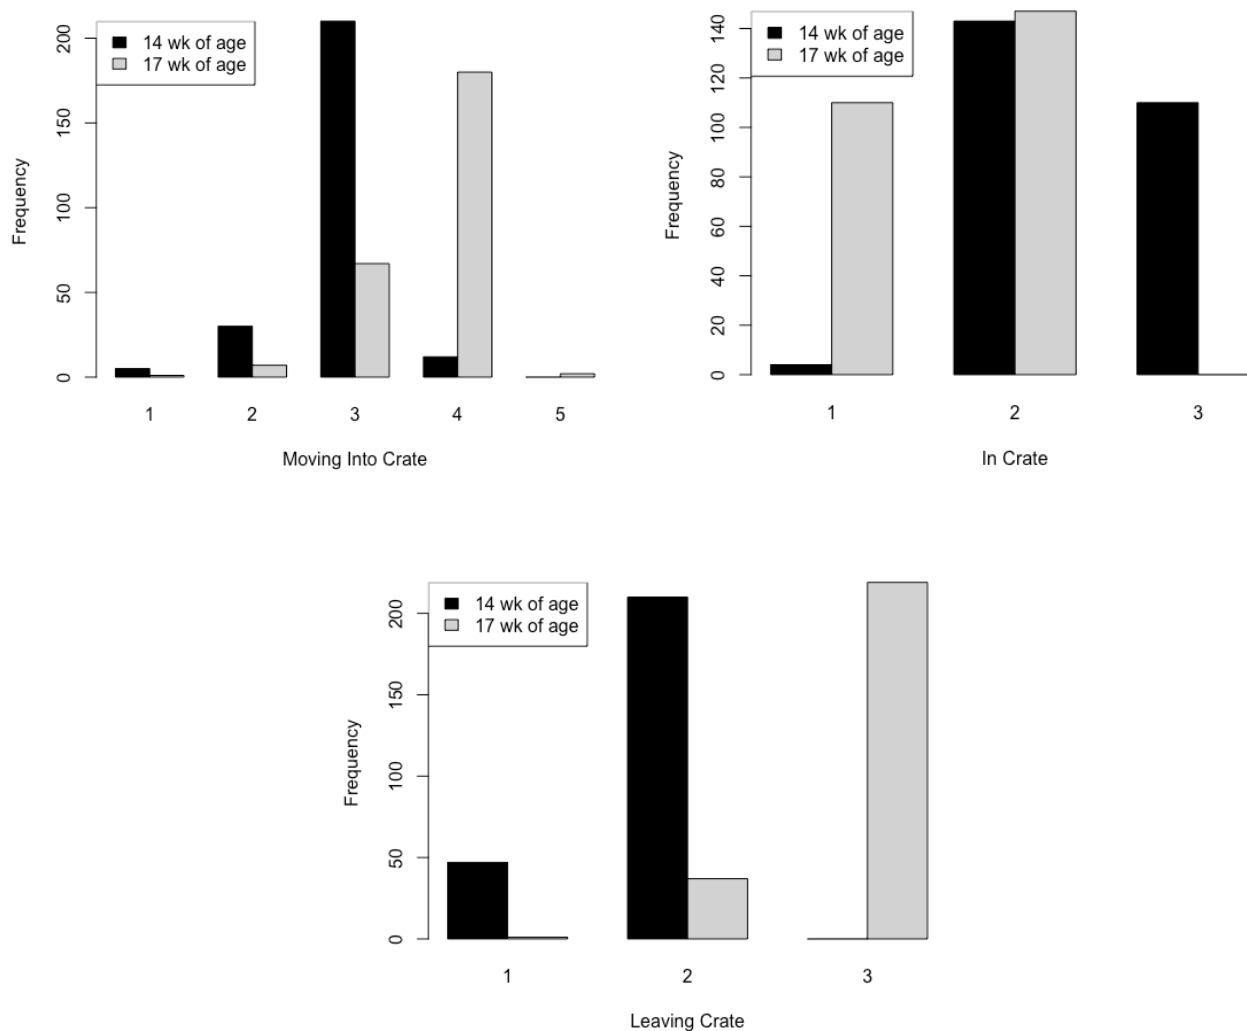 14 wk of age
17 wk of age
Frequency
0
50
100
150
200
1 2 3 4 5
Moving Into Crate
14 wk of age
17 wk of age
Frequency
0
20
40
60
80
100
120
140
1 2 3
In Crate
14 wk of age
17 wk of age
Frequency
0
50
100
150
200
1 2 3
Leaving Crate